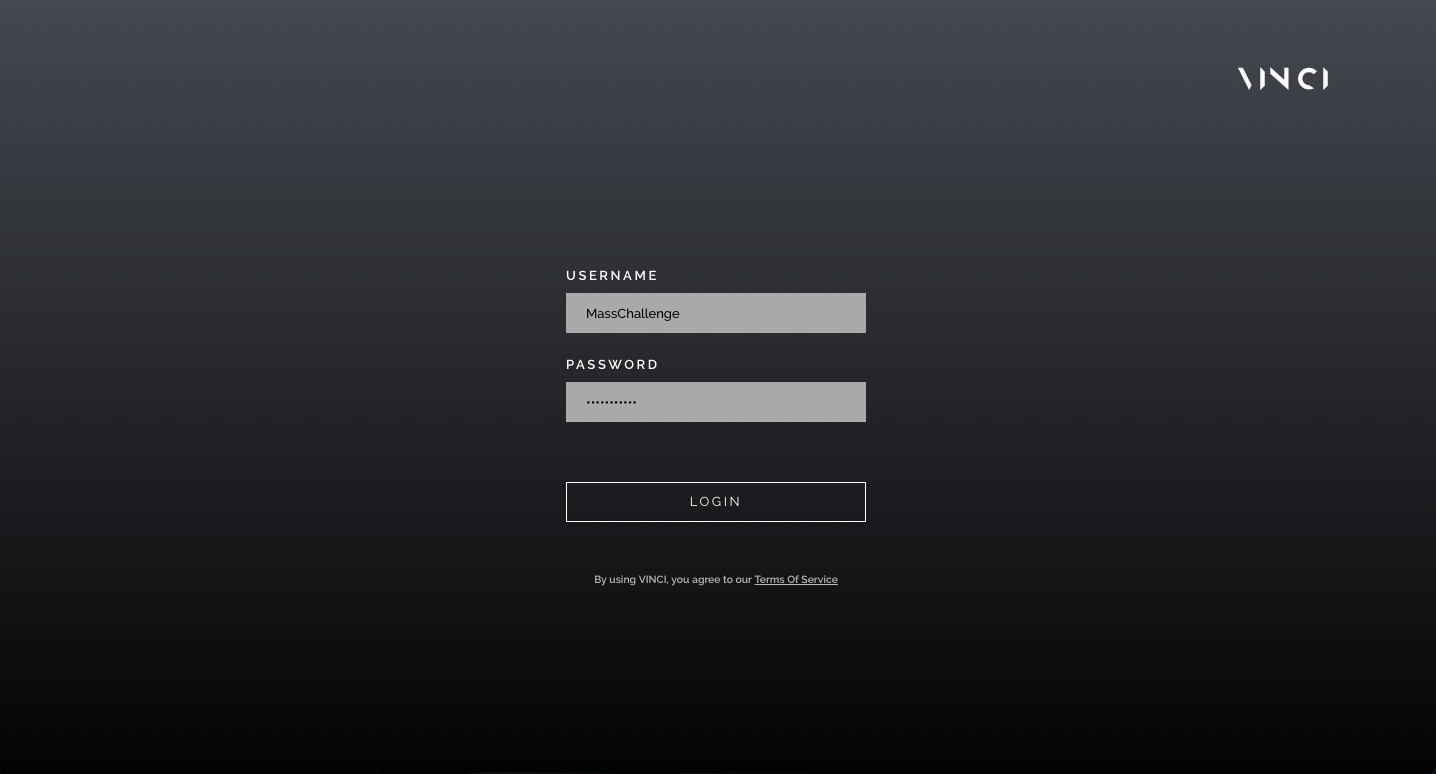 VINCI
USERNAME
MassChallenge
PASSWORD
•••••••••••
LOGIN
By using VINCI, you agree to our Terms Of Service